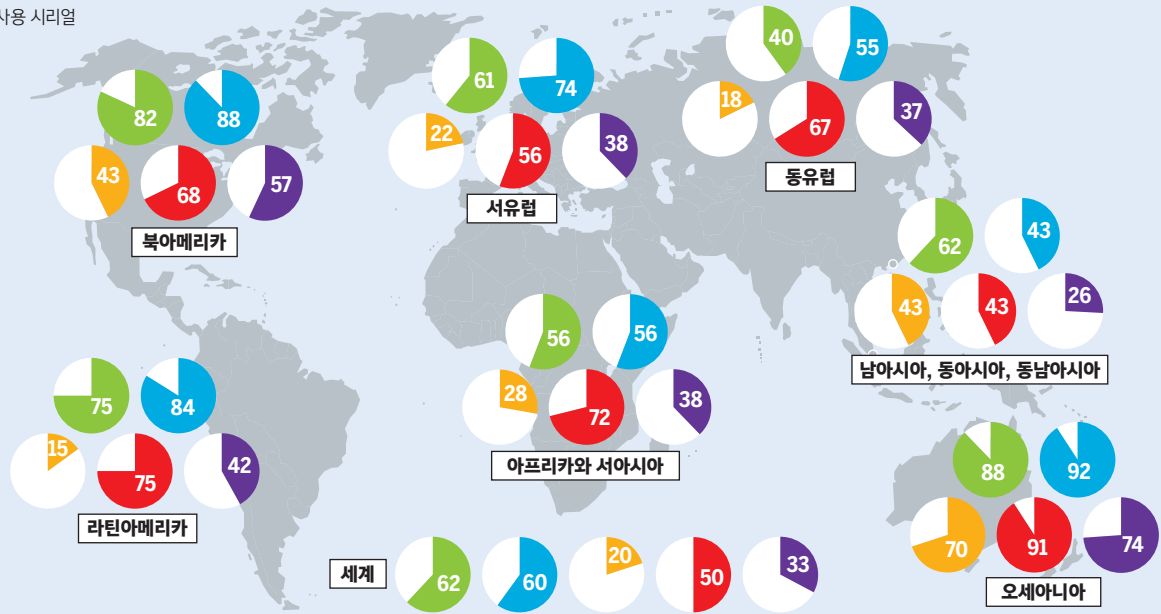 사용 시리얼
82 88
43 68 57
북아메리카
61 74
22 56 38
서유럽
40 55
18 67 37
동유럽
62 43
43 43 26
남아시아, 동아시아, 동남아시아
56 56
28 72 38
아프리카와 서아시아
75 84
15 75 42
라틴아메리카
88 92
70 91 74
오세아니아
세계 62 60 20 50 33